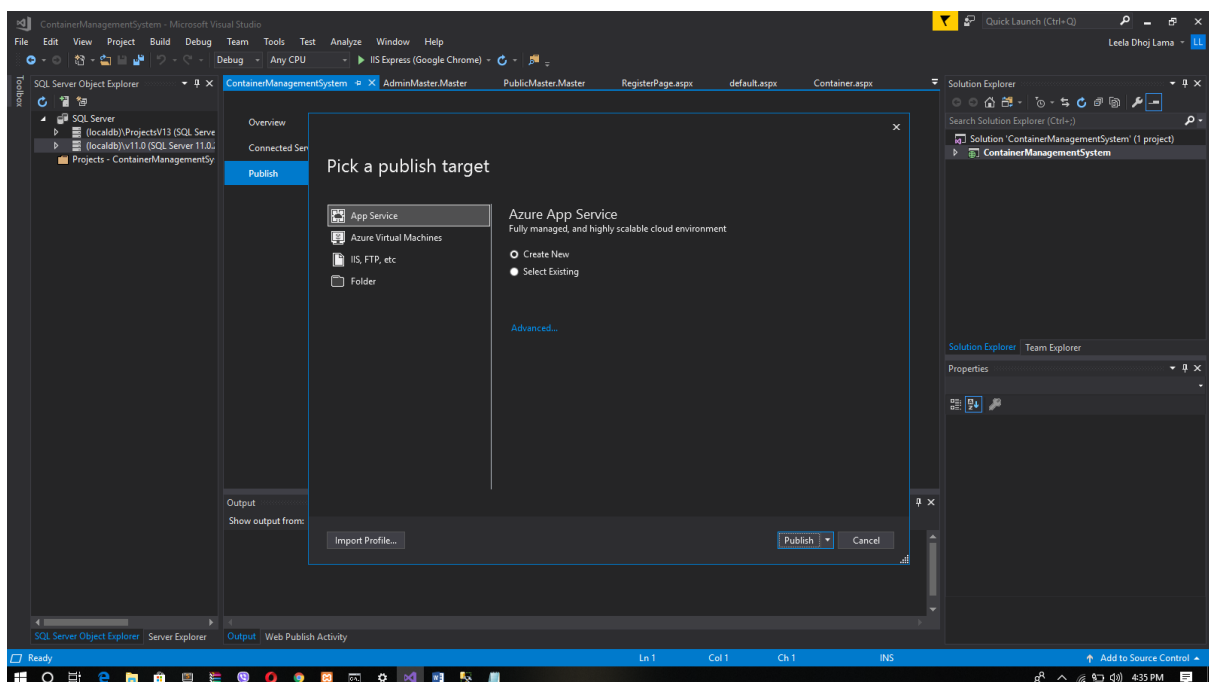 ContainerManagementSystem - Microsoft Visual Studio
Quick Launch (Ctrl+Q)
File Edit View Project Build Debug Team Tools Test Analyze Window Help
Leela Dhoj Lama LL
Debug Any CPU IIS Express (Google Chrome)
Toolbox
SQL Server Object Explorer
SQL Server
(localdb)\ProjectsV13 (SQL Serve
(localdb)\v11.0 (SQL Server 11.0.
Projects - ContainerManagementSy
SQL Server Object Explorer Server Explorer
ContainerManagementSystem AdminMaster.Master PublicMaster.Master RegisterPage.aspx default.aspx Container.aspx
Overview
Connected Ser
Publish
Pick a publish target
App Service
Azure Virtual Machines
IIS, FTP, etc
Folder
Azure App Service
Fully managed, and highly scalable cloud environment
Create New
Select Existing
Advanced...
Import Profile...
Publish Cancel
Output
Show output from:
Output Web Publish Activity
Solution Explorer
Search Solution Explorer (Ctrl+;)
Solution 'ContainerManagementSystem' (1 project)
ContainerManagementSystem
Solution Explorer Team Explorer
Properties
Ready Ln 1 Col 1 Ch 1 INS Add to Source Control
4:35 PM